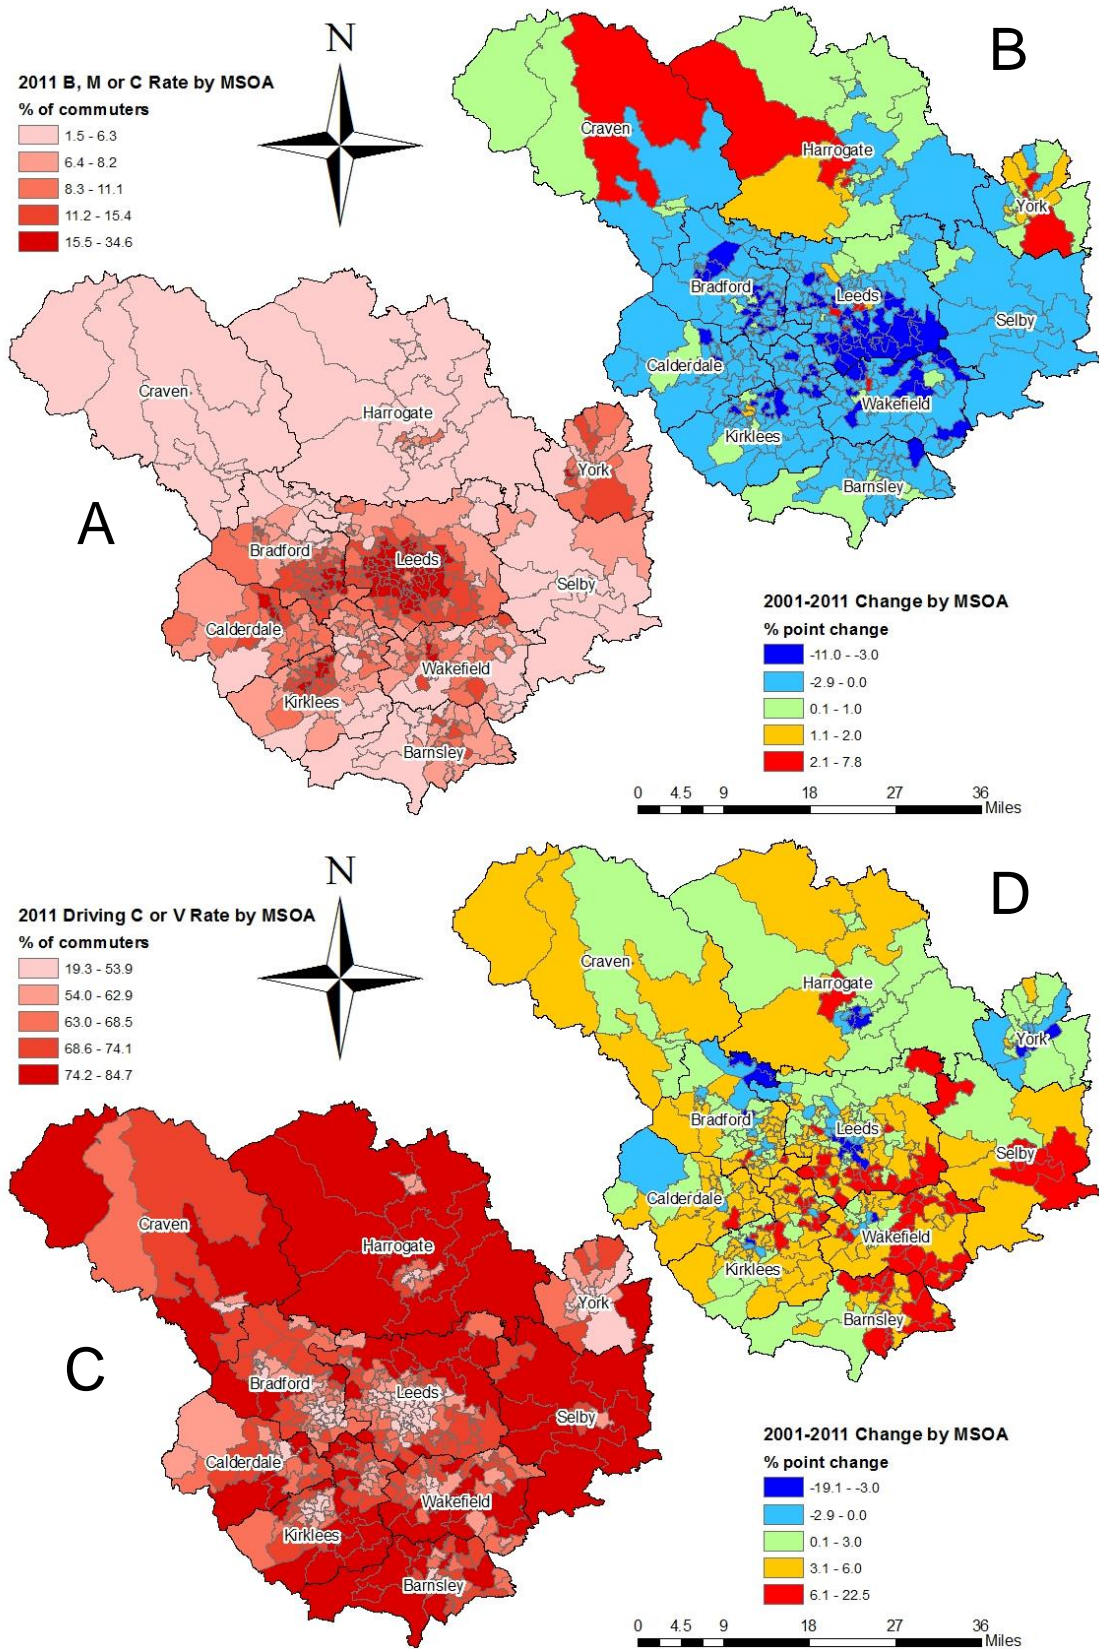 N
B
2011 B, M or C Rate by MSOA
% of commuters
1.5 - 6.3
6.4 - 8.2
8.3 - 11.1
11.2 - 15.4
15.5 - 34.6
Craven
Harrogate
York
Bradford
Leeds
Selby
Calderdale
Wakefield
Kirklees
Barnsley
A
Craven
Harrogate
York
Bradford
Leeds
Selby
Calderdale
Wakefield
Kirklees
Barnsley
2001-2011 Change by MSOA
% point change
-11.0 - -3.0
-2.9 - 0.0
0.1 - 1.0
1.1 - 2.0
2.1 - 7.8
0 4.5 9 18 27 36
Miles
N
D
2011 Driving C or V Rate by MSOA
% of commuters
19.3 - 53.9
54.0 - 62.9
63.0 - 68.5
68.6 - 74.1
74.2 - 84.7
Craven
Harrogate
York
Bradford
Leeds
Selby
Calderdale
Wakefield
Kirklees
Barnsley
C
Craven
Harrogate
York
Bradford
Leeds
Selby
Calderdale
Wakefield
Kirklees
Barnsley
2001-2011 Change by MSOA
% point change
-19.1 - -3.0
-2.9 - 0.0
0.1 - 3.0
3.1 - 6.0
6.1 - 22.5
0 4.5 9 18 27 36
Miles